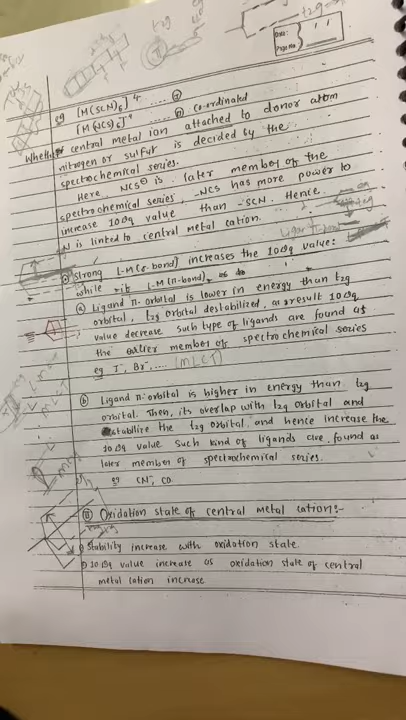 t2g
Date:
Page No.
eg [M(SCN)6]4- ..... ①
[M(NCS)6]-4 ..... ② co-ordinated
Whether central metal ion attached to donor atom
nitrogen or sulfur is decided by the
spectrochemical series.
Here, NCS⊖ is later member of the
spectrochemical series, -NCS has more power to
increase 10Dq value than -SCN. Hence,
N is linked to central metal cation.
Strong L-M (σ-bond) increases the 10Dq value:
while L-M (π-bond)
ⓐ Ligand π-orbital is lower in energy than t2g
orbital, t2g orbital destabilized, as result 10Dq
value decrease such type of ligands are found as
the earlier member of spectrochemical series
eg I-, Br-, .... (MLCT)
ⓑ Ligand π-orbital is higher in energy than t2g
orbital. Then, its overlap with t2g orbital and
stabilize the t2g orbital, and hence increase the
10Dq value such kind of ligands are found as
later member of spectrochemical series.
eg CN-, CO
Oxidation state of central metal cation:-
Stability increase with oxidation state.
10Dq value increase as oxidation state of central
metal cation increase
MLCT